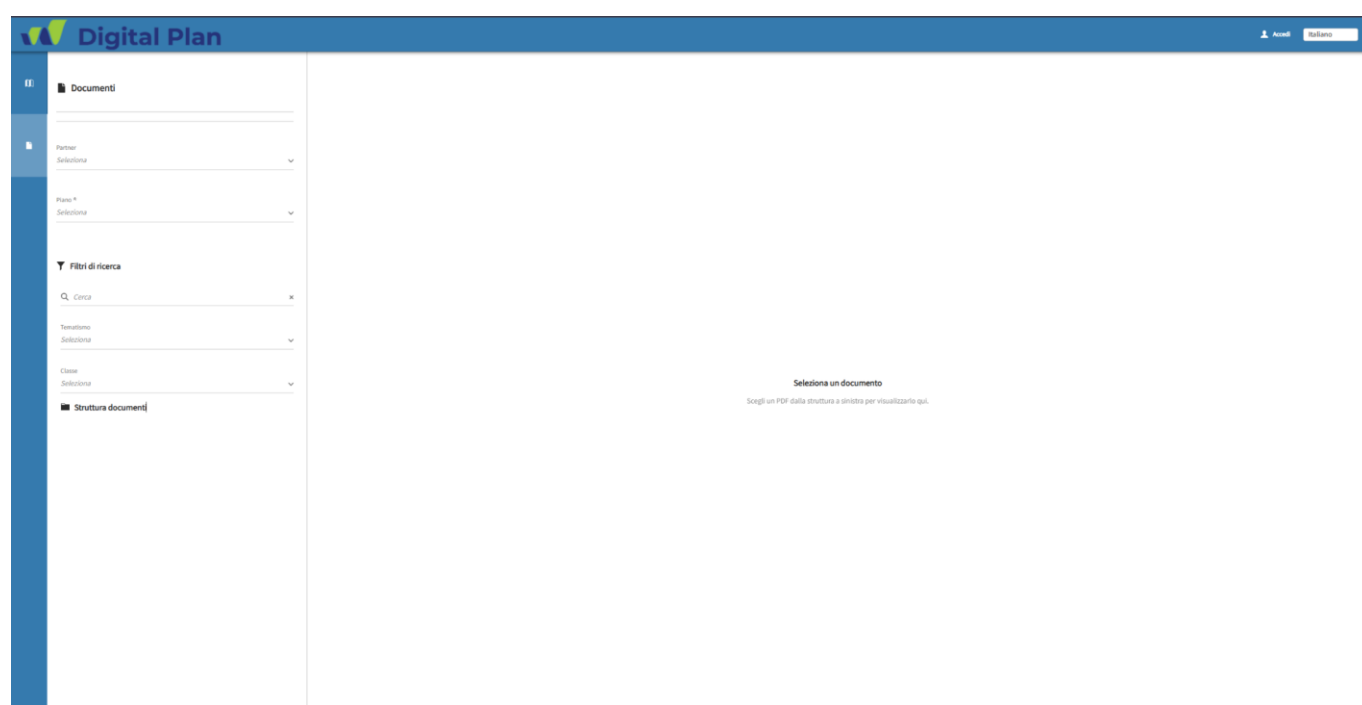 Digital Plan
Accedi
Italiano
Documenti
Partner
Seleziona
Piano *
Seleziona
Filtri di ricerca
Cerca
Tematismo
Seleziona
Classe
Seleziona
Struttura documenti
Seleziona un documento
Scegli un PDF dalla struttura a sinistra per visualizzarlo qui.